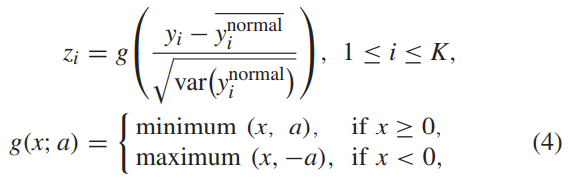 z_i = g( (y_i − \overline{y_i^{normal}}) / √(var(y_i^{normal})) ), 1 ≤ i ≤ K,
g(x; a) = { minimum (x, a), if x ≥ 0,
maximum (x, −a), if x < 0, (4)